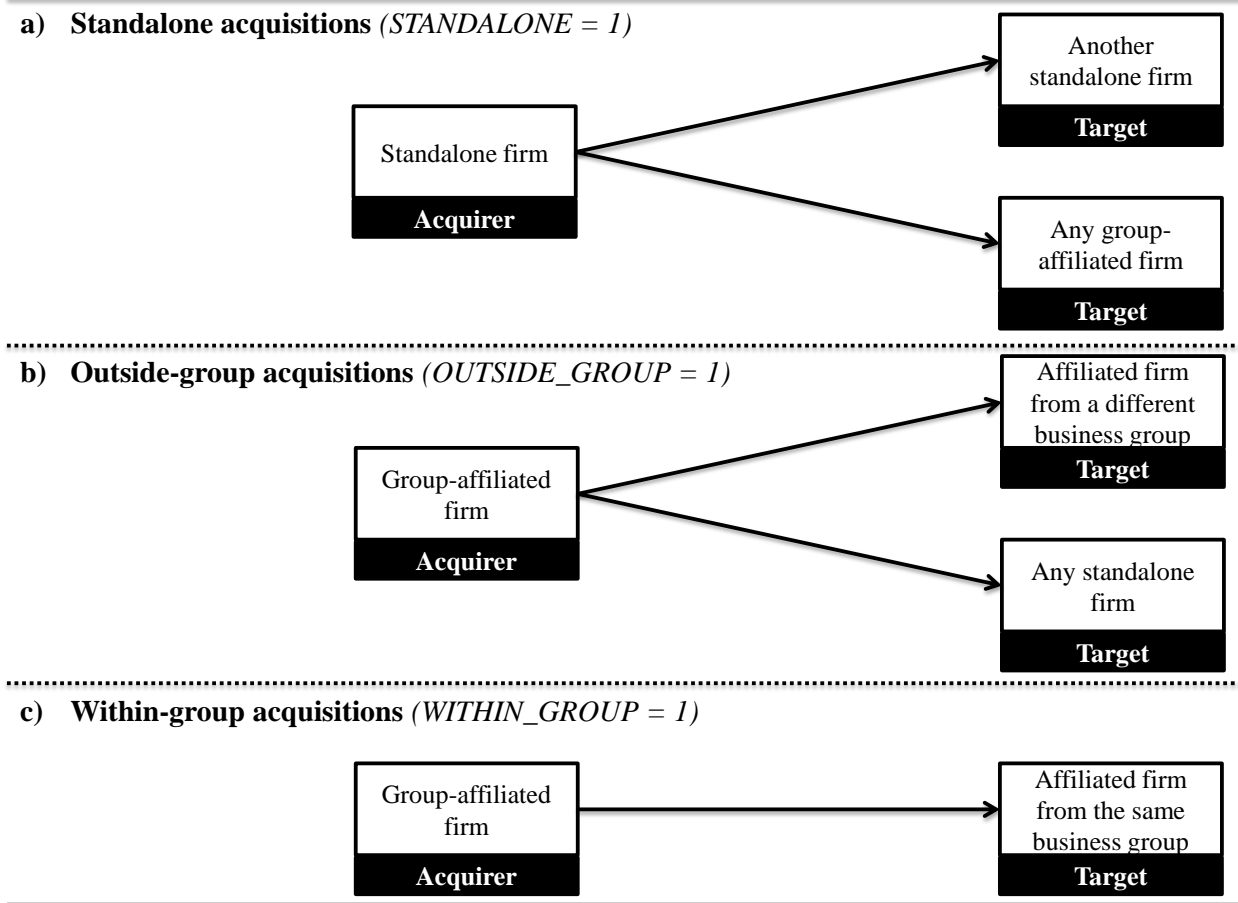 a) Standalone acquisitions (STANDALONE = 1)
Another
standalone firm
Target
Standalone firm
Acquirer
Any group-
affiliated firm
Target
b) Outside-group acquisitions (OUTSIDE_GROUP = 1)
Affiliated firm
from a different
business group
Target
Group-affiliated
firm
Acquirer
Any standalone
firm
Target
c) Within-group acquisitions (WITHIN_GROUP = 1)
Group-affiliated
firm
Acquirer
Affiliated firm
from the same
business group
Target